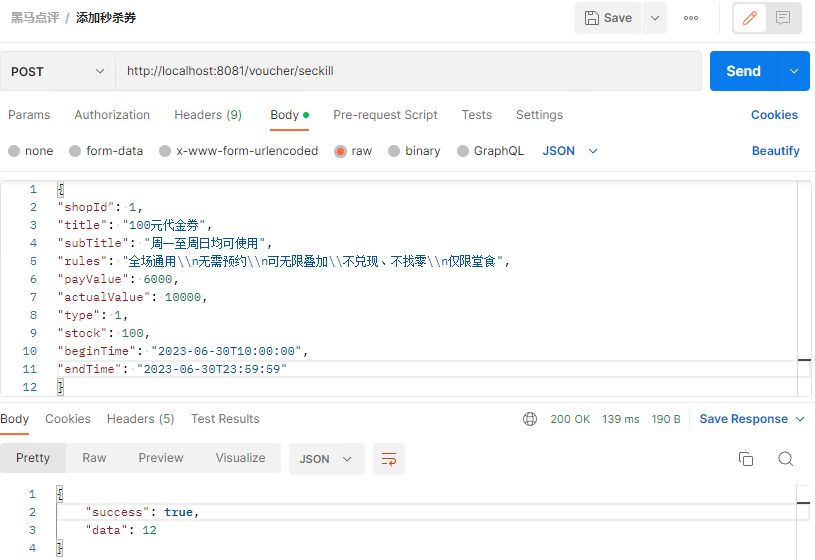 黑马点评 / 添加秒杀券
Save
POST
http://localhost:8081/voucher/seckill
Send
Params Authorization Headers (9) Body Pre-request Script Tests Settings Cookies
none form-data x-www-form-urlencoded raw binary GraphQL JSON Beautify
1 {
2 "shopId": 1,
3 "title": "100元代金券",
4 "subTitle": "周一至周日均可使用",
5 "rules": "全场通用\\n无需预约\\n可无限叠加\\不兑现、不找零\\n仅限堂食",
6 "payValue": 6000,
7 "actualValue": 10000,
8 "type": 1,
9 "stock": 100,
10 "beginTime": "2023-06-30T10:00:00",
11 "endTime": "2023-06-30T23:59:59"
12 }
Body Cookies Headers (5) Test Results 200 OK 139 ms 190 B Save Response
Pretty Raw Preview Visualize JSON
1 {
2 "success": true,
3 "data": 12
4 }